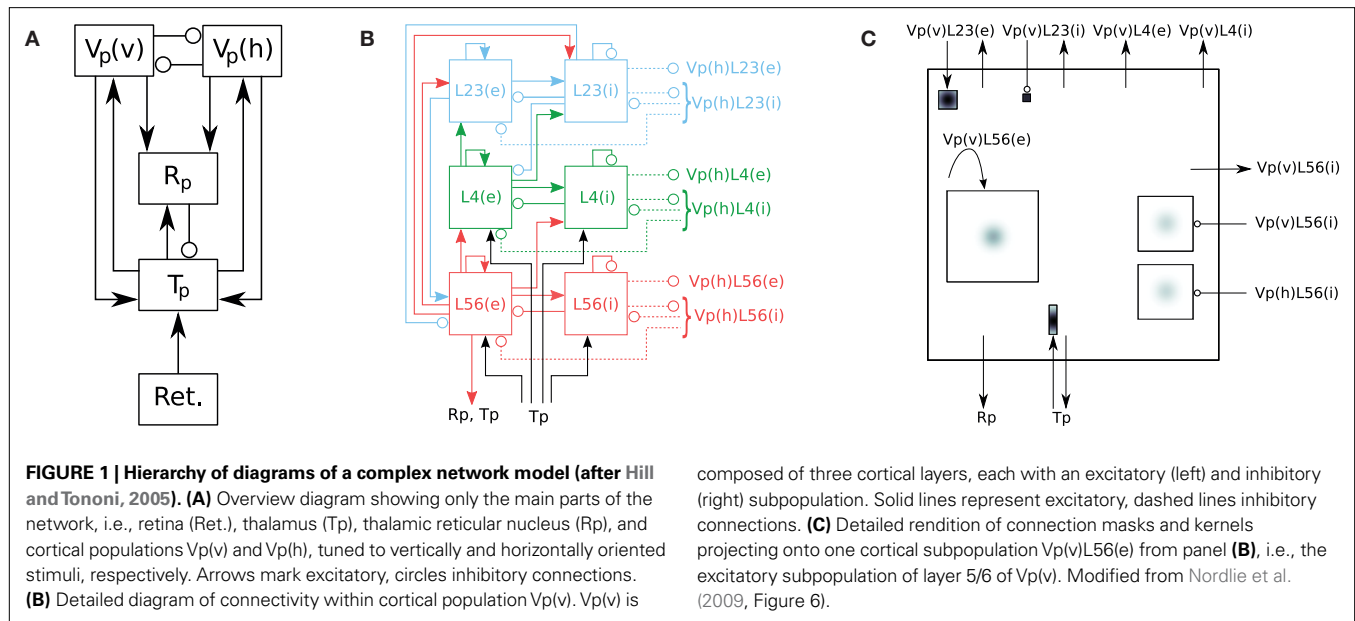 A
Vp(v)
Vp(h)
Rp
Tp
Ret.
B
L23(e)
L23(i)
Vp(h)L23(e)
Vp(h)L23(i)
L4(e)
L4(i)
Vp(h)L4(e)
Vp(h)L4(i)
L56(e)
L56(i)
Vp(h)L56(e)
Vp(h)L56(i)
Rp, Tp
Tp
C
Vp(v)L23(e) Vp(v)L23(i) Vp(v)L4(e) Vp(v)L4(i)
Vp(v)L56(e)
Vp(v)L56(i)
Vp(v)L56(i)
Vp(h)L56(i)
Rp
Tp
FIGURE 1 | Hierarchy of diagrams of a complex network model (after Hill
and Tononi, 2005). (A) Overview diagram showing only the main parts of the
network, i.e., retina (Ret.), thalamus (Tp), thalamic reticular nucleus (Rp), and
cortical populations Vp(v) and Vp(h), tuned to vertically and horizontally oriented
stimuli, respectively. Arrows mark excitatory, circles inhibitory connections.
(B) Detailed diagram of connectivity within cortical population Vp(v). Vp(v) is
composed of three cortical layers, each with an excitatory (left) and inhibitory
(right) subpopulation. Solid lines represent excitatory, dashed lines inhibitory
connections. (C) Detailed rendition of connection masks and kernels
projecting onto one cortical subpopulation Vp(v)L56(e) from panel (B), i.e., the
excitatory subpopulation of layer 5/6 of Vp(v). Modified from Nordlie et al.
(2009, Figure 6).